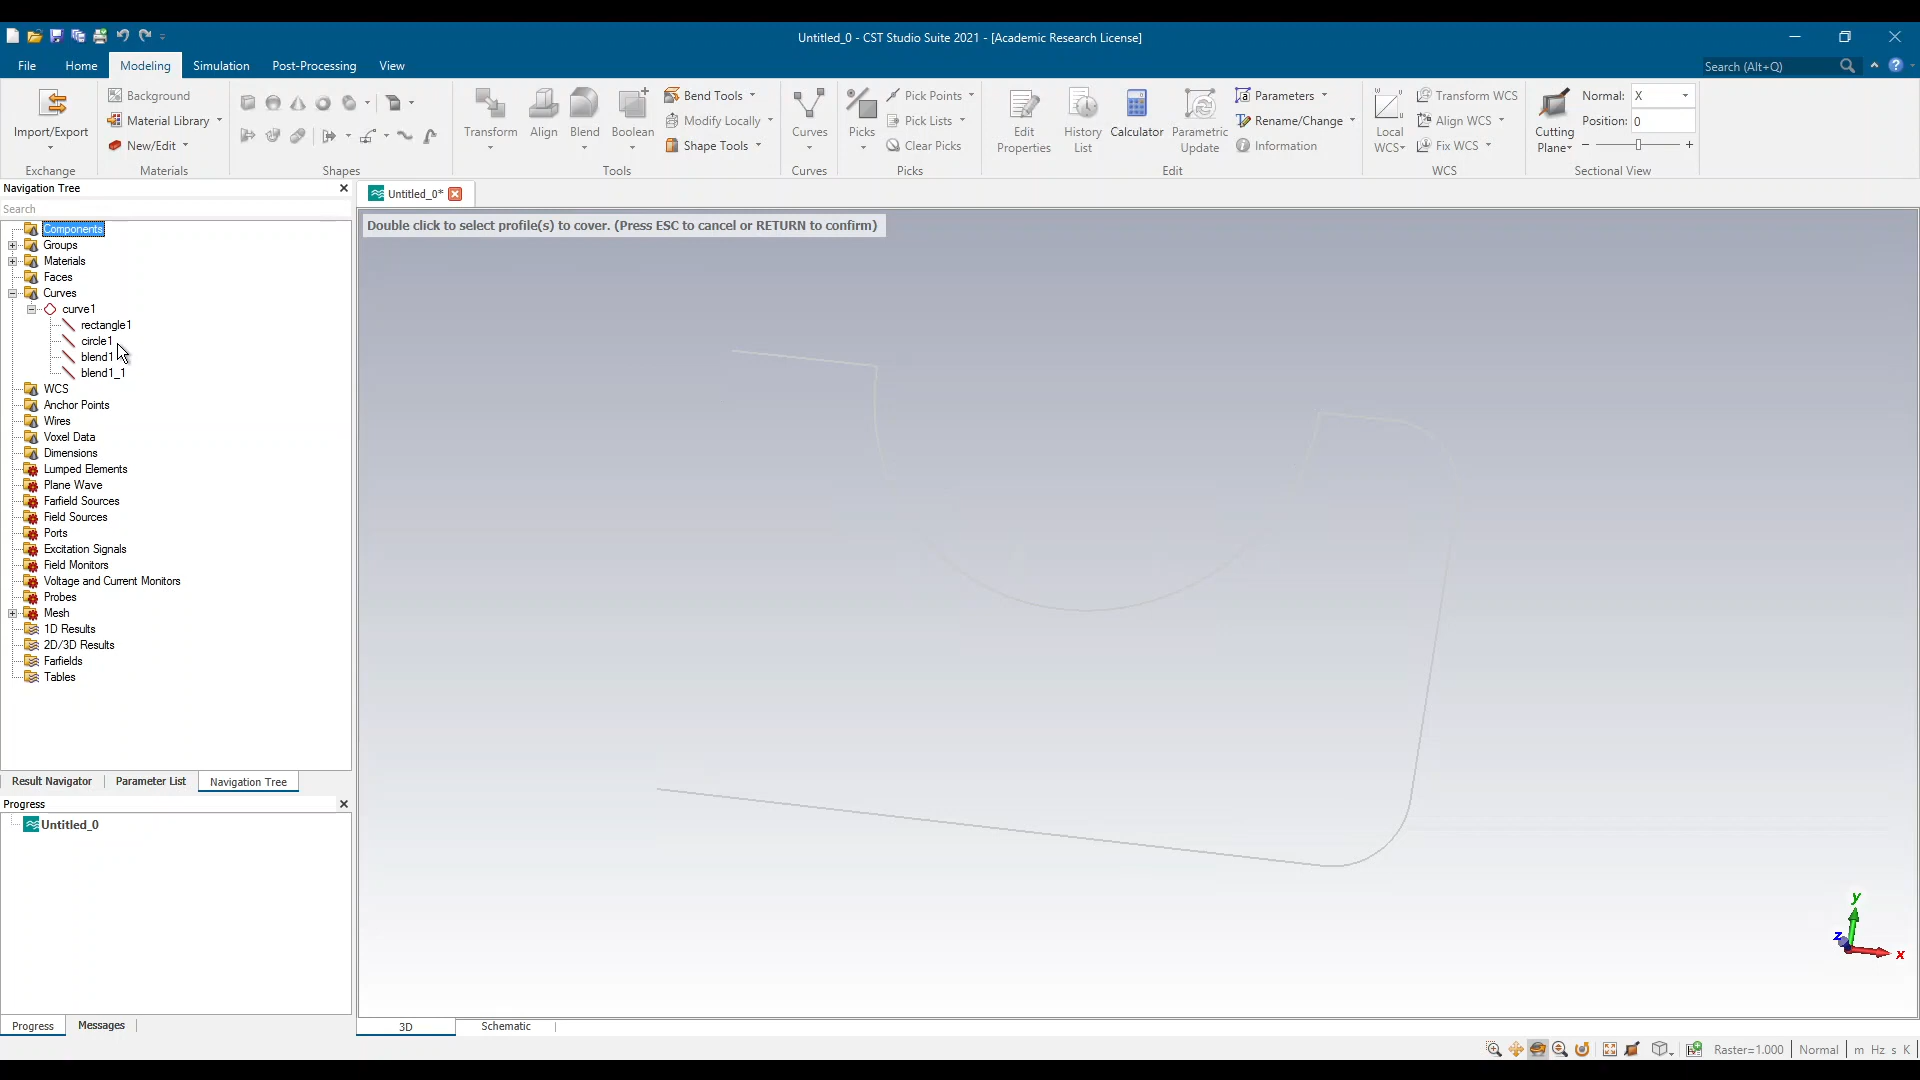 Untitled_0 - CST Studio Suite 2021 - [Academic Research License]
File Home Modeling Simulation Post-Processing View
Search (Alt+Q)
Import/Export
Exchange
Background
Material Library
New/Edit
Materials
Shapes
Transform
Align
Blend
Boolean
Bend Tools
Modify Locally
Shape Tools
Tools
Curves
Curves
Picks
Pick Points
Pick Lists
Clear Picks
Picks
Edit
Properties
History
List
Calculator
Parametric
Update
Parameters
Rename/Change
Information
Edit
Local
WCS
Transform WCS
Align WCS
Fix WCS
WCS
Cutting
Plane
Normal: X
Position: 0
Sectional View
Navigation Tree
Search
Components
Groups
Materials
Faces
Curves
curve1
rectangle1
circle1
blend1
blend1_1
WCS
Anchor Points
Wires
Voxel Data
Dimensions
Lumped Elements
Plane Wave
Farfield Sources
Field Sources
Ports
Excitation Signals
Field Monitors
Voltage and Current Monitors
Probes
Mesh
1D Results
2D/3D Results
Farfields
Tables
Result Navigator Parameter List Navigation Tree
Progress
Untitled_0
Progress Messages
Untitled_0*
Double click to select profile(s) to cover. (Press ESC to cancel or RETURN to confirm)
y
z
x
3D Schematic
Raster=1.000 Normal m Hz s K